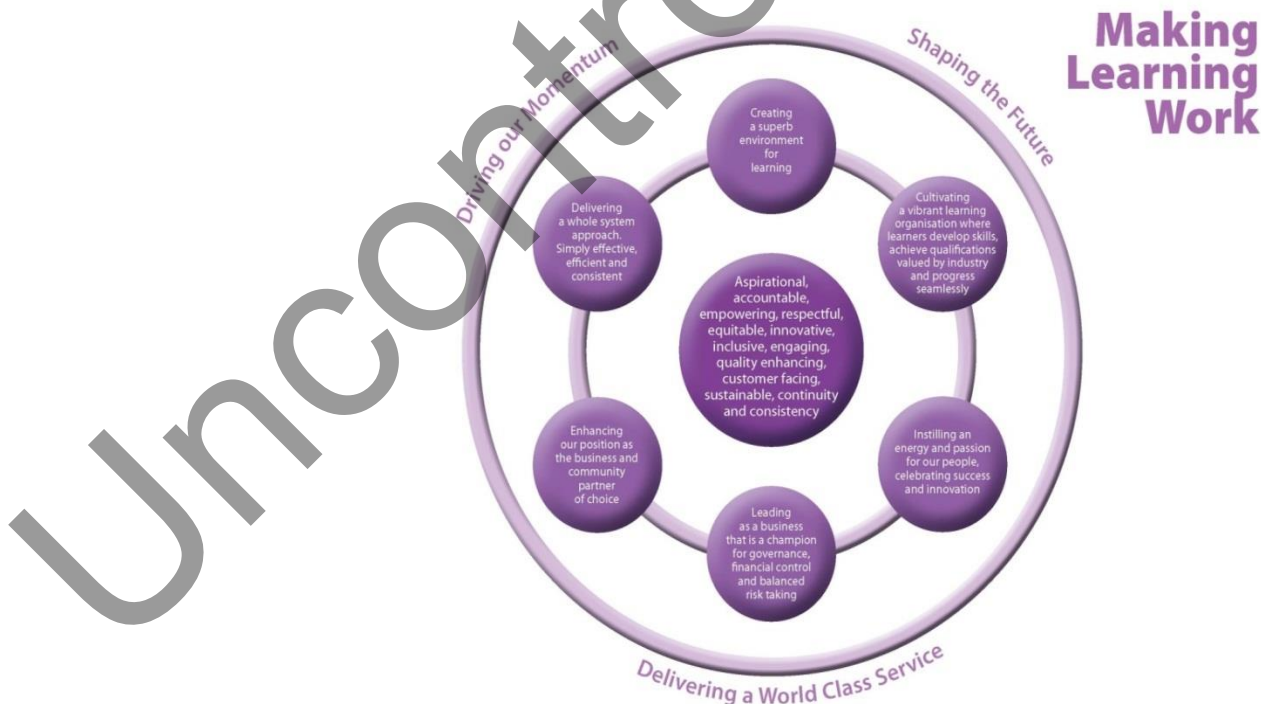 Making
Learning
Work
Driving our Momentum
Shaping the Future
Creating
a superb
environment
for
learning
Delivering
a whole system
approach.
Simply effective,
efficient and
consistent
Cultivating
a vibrant learning
organisation where
learners develop skills,
achieve qualifications
valued by industry
and progress
seamlessly
Aspirational,
accountable,
empowering, respectful,
equitable, innovative,
inclusive, engaging,
quality enhancing,
customer facing,
sustainable, continuity
and consistency
Enhancing
our position as
the business and
community
partner
of choice
Instilling an
energy and passion
for our people,
celebrating success
and innovation
Leading
as a business
that is a champion
for governance,
financial control
and balanced
risk taking
Delivering a World Class Service
Uncontro